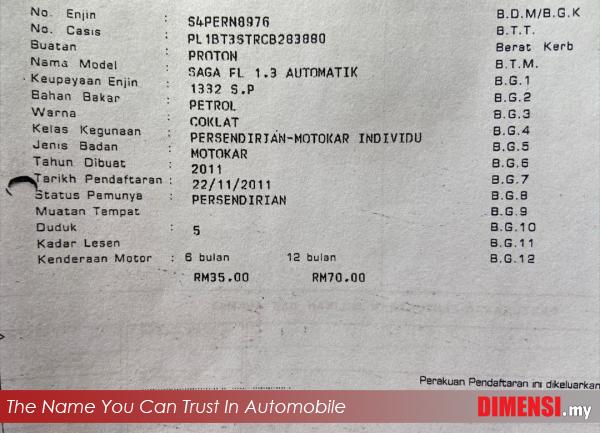 No. Enjin : S4PERN8976 B.D.M/B.G.K
No. Casis : PL1BT3STRCB283880 B.T.T.
Buatan : PROTON Berat Kerb
Nama Model : SAGA FL 1.3 AUTOMATIK B.T.M.
Keupayaan Enjin : 1332 S.P B.G.1
Bahan Bakar : PETROL B.G.2
Warna : COKLAT B.G.3
Kelas Kegunaan : PERSENDIRIAN-MOTOKAR INDIVIDU B.G.4
Jenis Badan : MOTOKAR B.G.5
Tahun Dibuat : 2011 B.G.6
Tarikh Pendaftaran : 22/11/2011 B.G.7
Status Pemunya : PERSENDIRIAN B.G.8
Muatan Tempat B.G.9
Duduk : 5 B.G.10
Kadar Lesen B.G.11
Kenderaan Motor : 6 bulan 12 bulan B.G.12
RM35.00 RM70.00
Perakuan Pendaftaran ini dikeluarkan
The Name You Can Trust In Automobile
DIMENSI.my